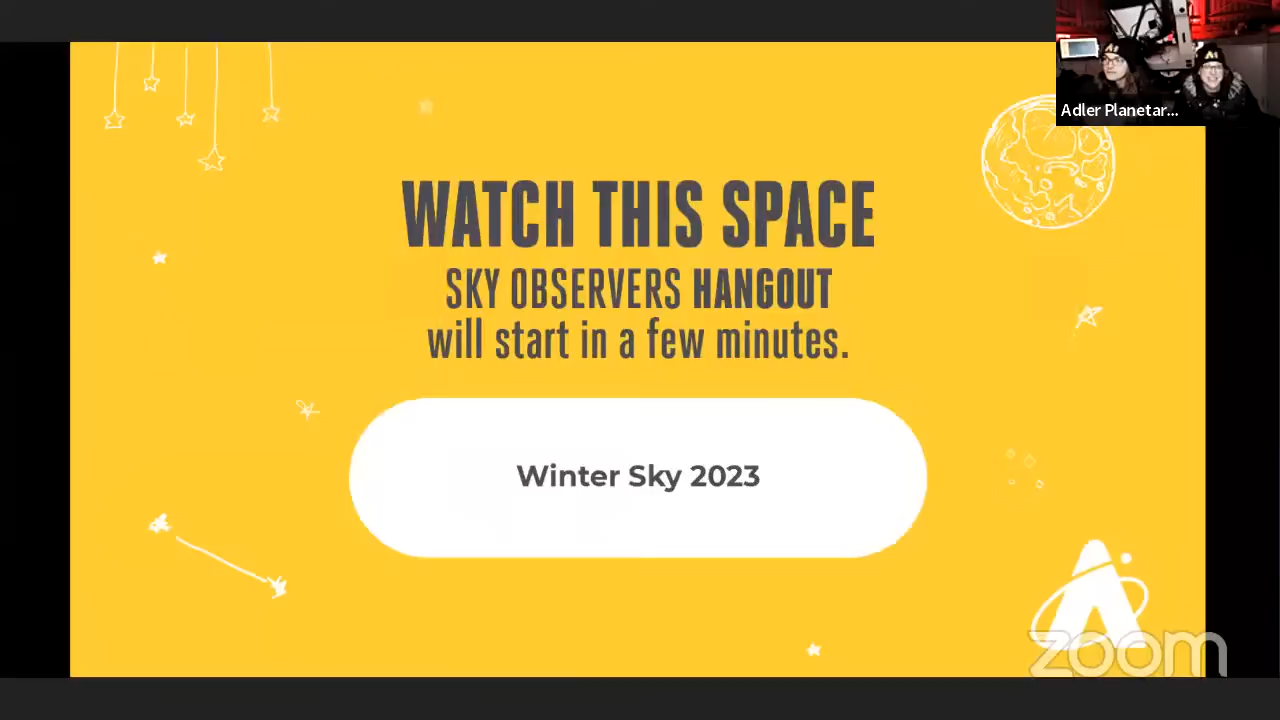 Adler Planetar...
WATCH THIS SPACE
SKY OBSERVERS HANGOUT
will start in a few minutes.
Winter Sky 2023
zoom